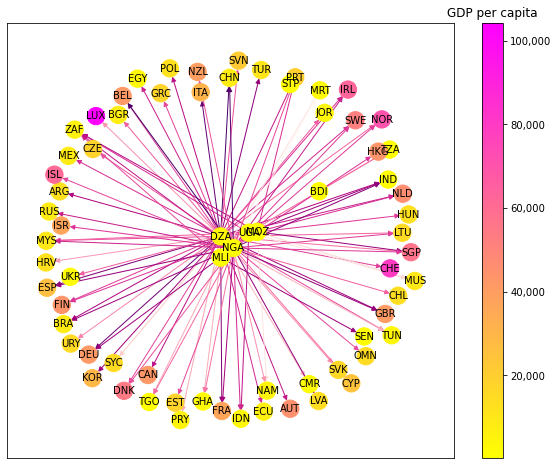 GDP per capita
SVN
POL
NZL
TUR
CHN
PRT
STP
EGY
MRT
IRL
BEL
GRC
ITA
LUX
BGR
JOR
SWE
NOR
ZAF
CZE
HKG
TZA
MEX
ISL
IND
ARG
BDI
NLD
RUS
HUN
ISR
UGA
MOZ
LTU
MYS
DZA
NGA
SGP
MLI
HRV
CHE
UKR
MUS
ESP
CHL
FIN
GBR
BRA
SEN
TUN
URY
DEU
OMN
SYC
SVK
KOR
CAN
CYP
DNK
CMR
NAM
TGO
EST
GHA
LVA
FRA
ECU
AUT
PRY
IDN
100,000
80,000
60,000
40,000
20,000